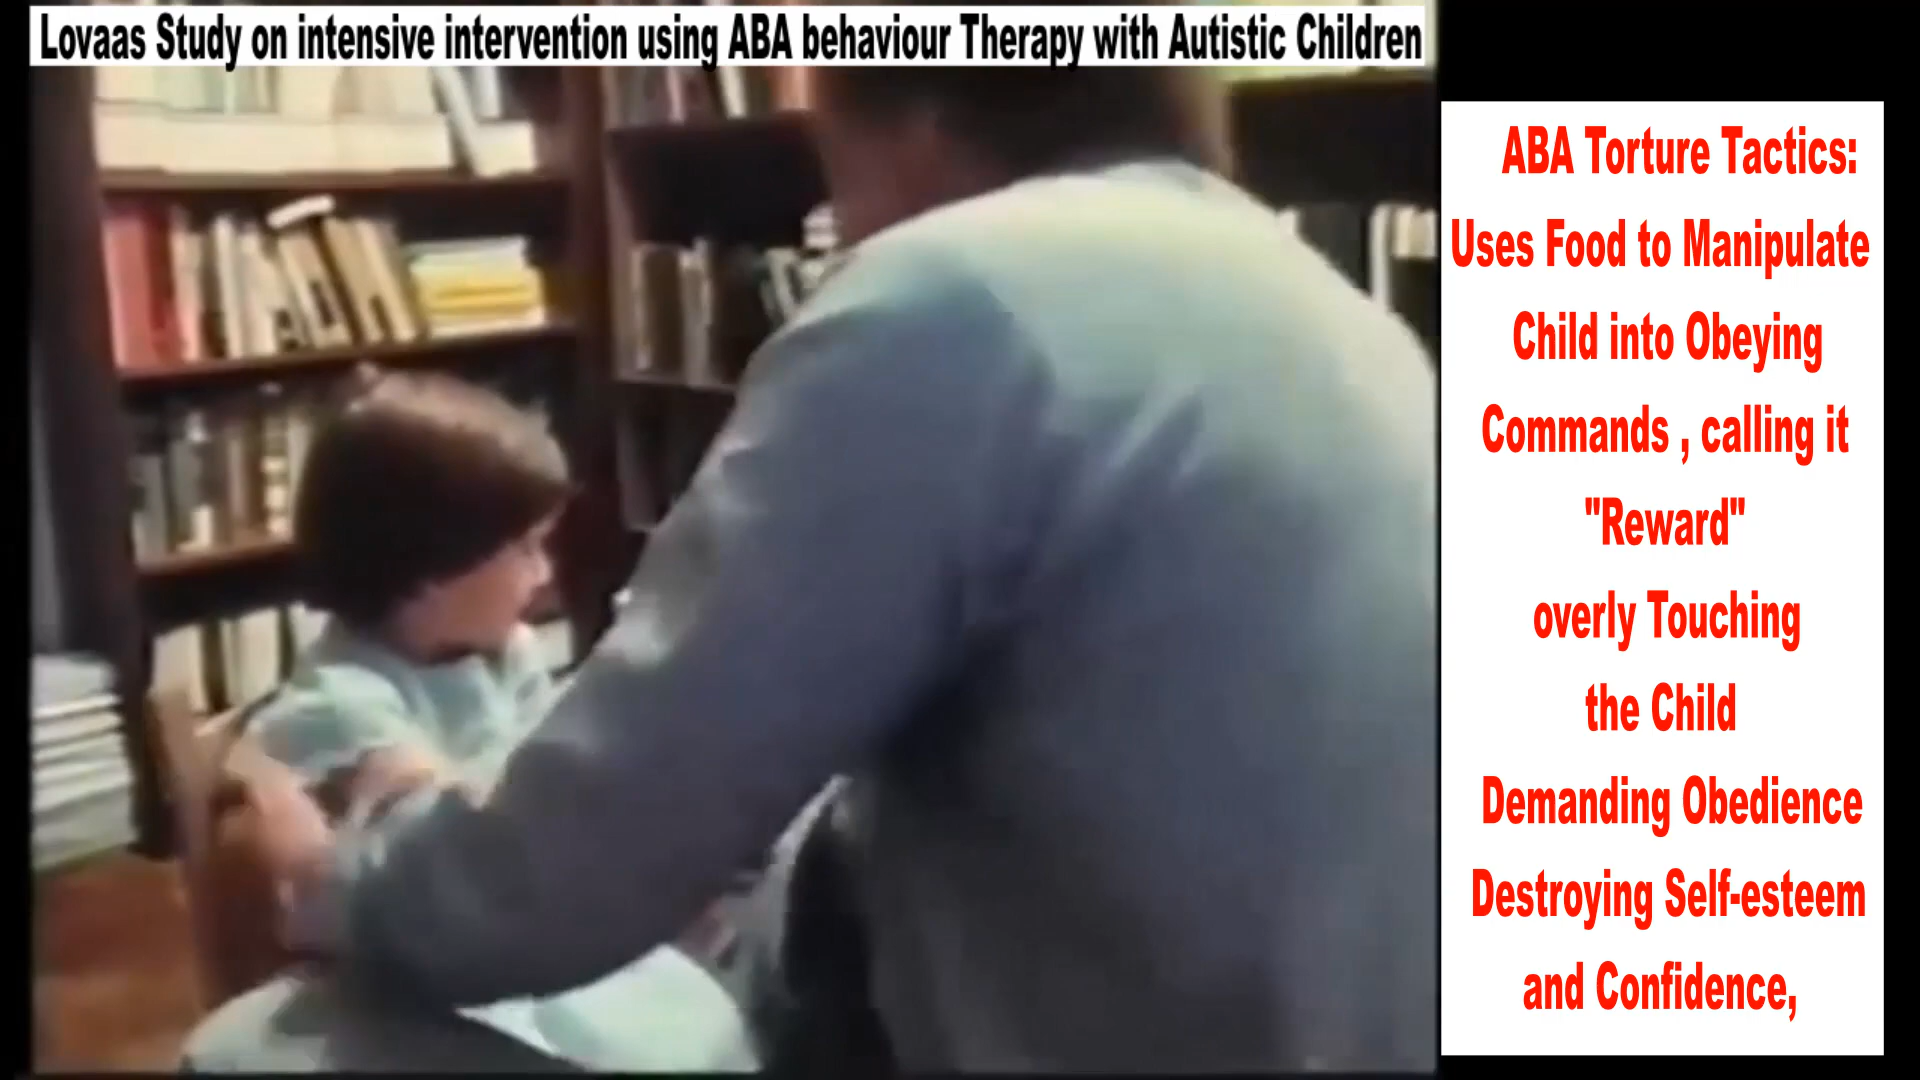 Lovaas Study on intensive intervention using ABA behaviour Therapy with Autistic Children
ABA Torture Tactics:
Uses Food to Manipulate
Child into Obeying
Commands , calling it
"Reward"
overly Touching
the Child
Demanding Obedience
Destroying Self-esteem
and Confidence,